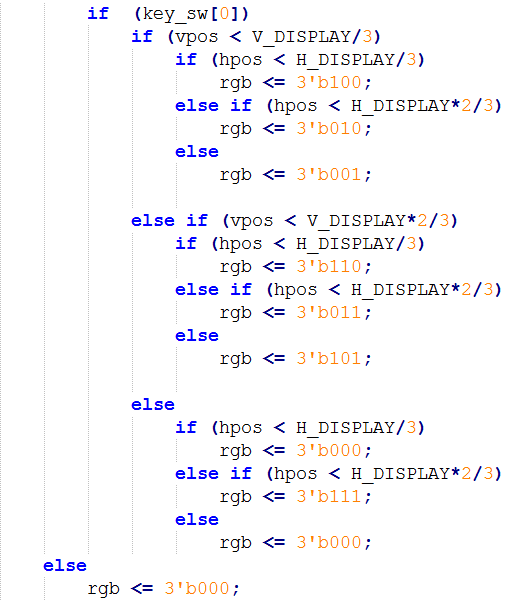 if  (key_sw[0])
        if (vpos < V_DISPLAY/3)
            if (hpos < H_DISPLAY/3)
                rgb <= 3'b100;
            else if (hpos < H_DISPLAY*2/3)
                rgb <= 3'b010;
            else
                rgb <= 3'b001;

        else if (vpos < V_DISPLAY*2/3)
            if (hpos < H_DISPLAY/3)
                rgb <= 3'b110;
            else if (hpos < H_DISPLAY*2/3)
                rgb <= 3'b011;
            else
                rgb <= 3'b101;

        else
            if (hpos < H_DISPLAY/3)
                rgb <= 3'b000;
            else if (hpos < H_DISPLAY*2/3)
                rgb <= 3'b111;
            else
                rgb <= 3'b000;
else
    rgb <= 3'b000;